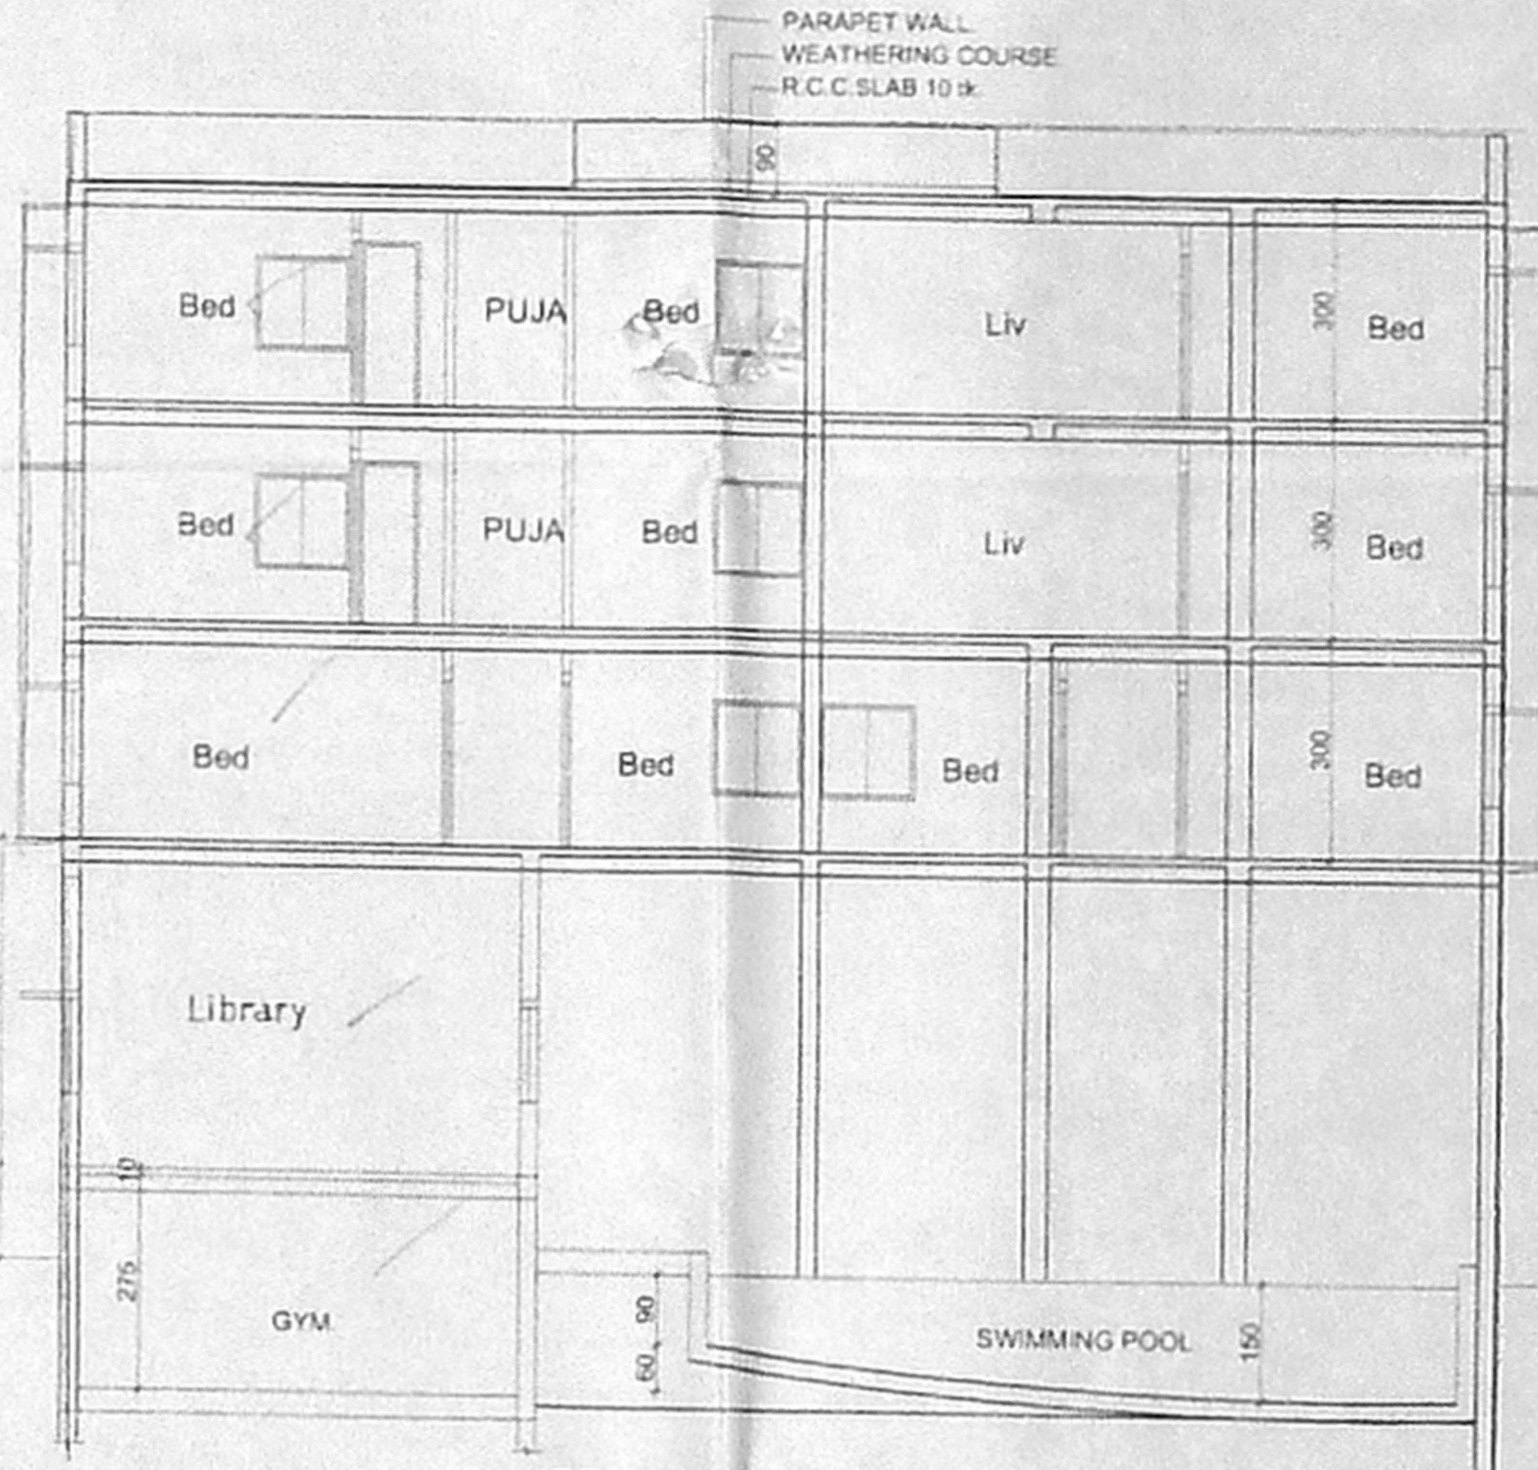 PARAPET WALL
WEATHERING COURSE
R.C.C.SLAB 10 tk.
90
Bed PUJA Bed Liv 300 Bed
Bed PUJA Bed Liv 300 Bed
Bed Bed Bed 300 Bed
Library
10
275
GYM
90
60
SWIMMING POOL 150